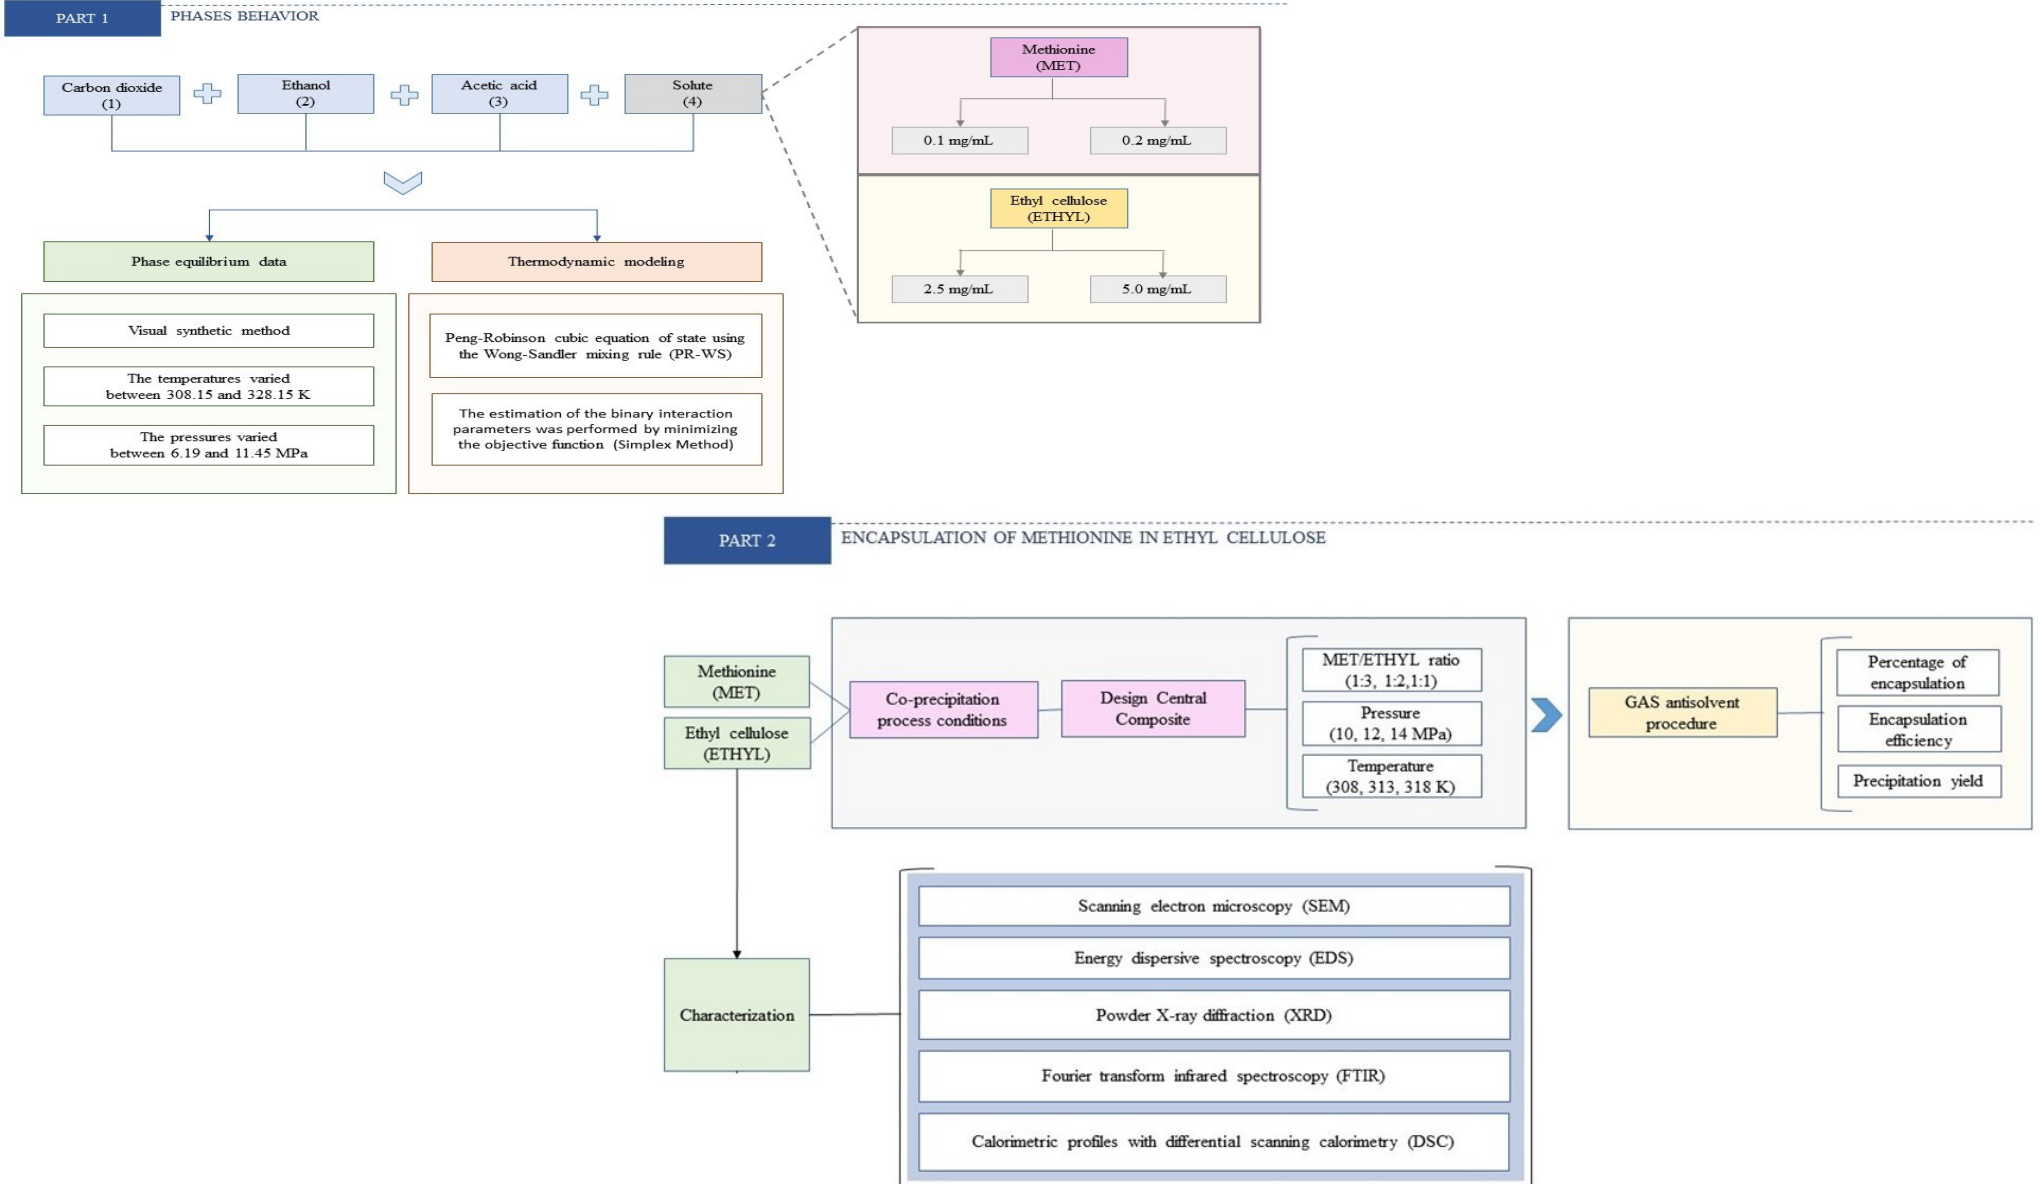 PART 1
PHASES BEHAVIOR
Carbon dioxide
(1)
Ethanol
(2)
Acetic acid
(3)
Solute
(4)
Methionine
(MET)
0.1 mg/mL
0.2 mg/mL
Ethyl cellulose
(ETHYL)
2.5 mg/mL
5.0 mg/mL
Phase equilibrium data
Visual synthetic method
The temperatures varied
between 308.15 and 328.15 K
The pressures varied
between 6.19 and 11.45 MPa
Thermodynamic modeling
Peng-Robinson cubic equation of state using
the Wong-Sandler mixing rule (PR-WS)
The estimation of the binary interaction
parameters was performed by minimizing
the objective function (Simplex Method)
PART 2
ENCAPSULATION OF METHIONINE IN ETHYL CELLULOSE
Methionine
(MET)
Ethyl cellulose
(ETHYL)
Co-precipitation
process conditions
Design Central
Composite
MET/ETHYL ratio
(1:3, 1:2,1:1)
Pressure
(10, 12, 14 MPa)
Temperature
(308, 313, 318 K)
GAS antisolvent
procedure
Percentage of
encapsulation
Encapsulation
efficiency
Precipitation yield
Characterization
Scanning electron microscopy (SEM)
Energy dispersive spectroscopy (EDS)
Powder X-ray diffraction (XRD)
Fourier transform infrared spectroscopy (FTIR)
Calorimetric profiles with differential scanning calorimetry (DSC)